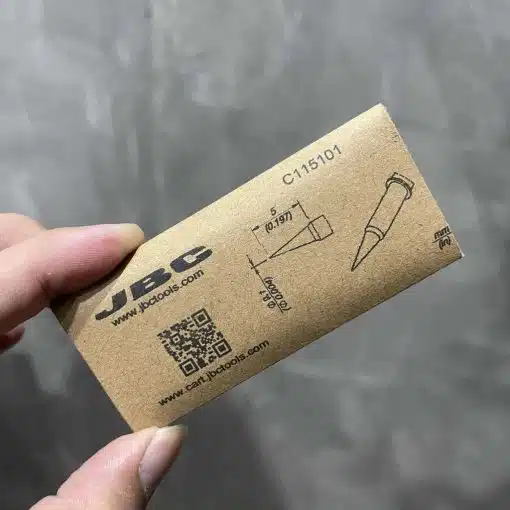 C115101
5
(0.197)
Ø 0.1
(Ø 0.004)
mm
(in)
JBC
www.jbctools.com
www.cart.jbctools.com